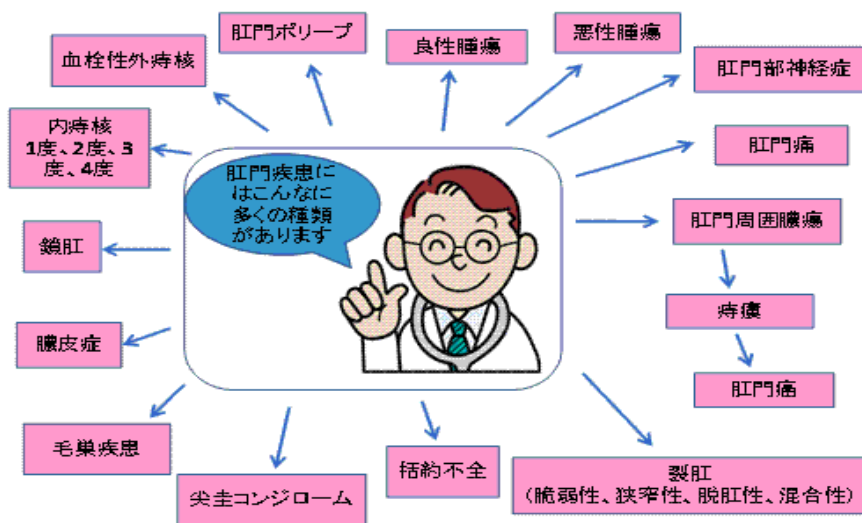 肛門疾患に
はこんなに
多くの種類
があります
血栓性外痔核
肛門ポリープ
良性腫瘍
悪性腫瘍
肛門部神経症
肛門痛
肛門周囲膿瘍
痔瘻
肛門癌
裂肛
(脆弱性、狭窄性、脱肛性、混合性)
括約不全
尖圭コンジローム
毛巣疾患
膿皮症
鎖肛
内痔核
1度、2度、3
度、4度